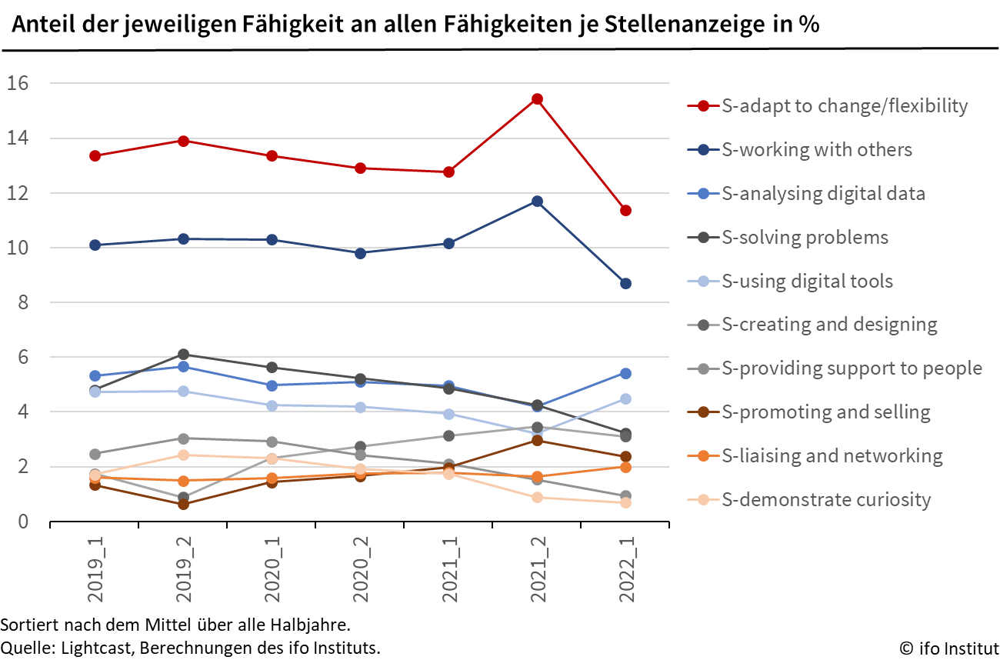 Anteil der jeweiligen Fähigkeit an allen Fähigkeiten je Stellenanzeige in %
16
14
12
10
8
6
4
2
0
2019_1
2019_2
2020_1
2020_2
2021_1
2021_2
2022_1
S-adapt to change/flexibility
S-working with others
S-analysing digital data
S-solving problems
S-using digital tools
S-creating and designing
S-providing support to people
S-promoting and selling
S-liaising and networking
S-demonstrate curiosity
Sortiert nach dem Mittel über alle Halbjahre.
Quelle: Lightcast, Berechnungen des ifo Instituts.
© ifo Institut